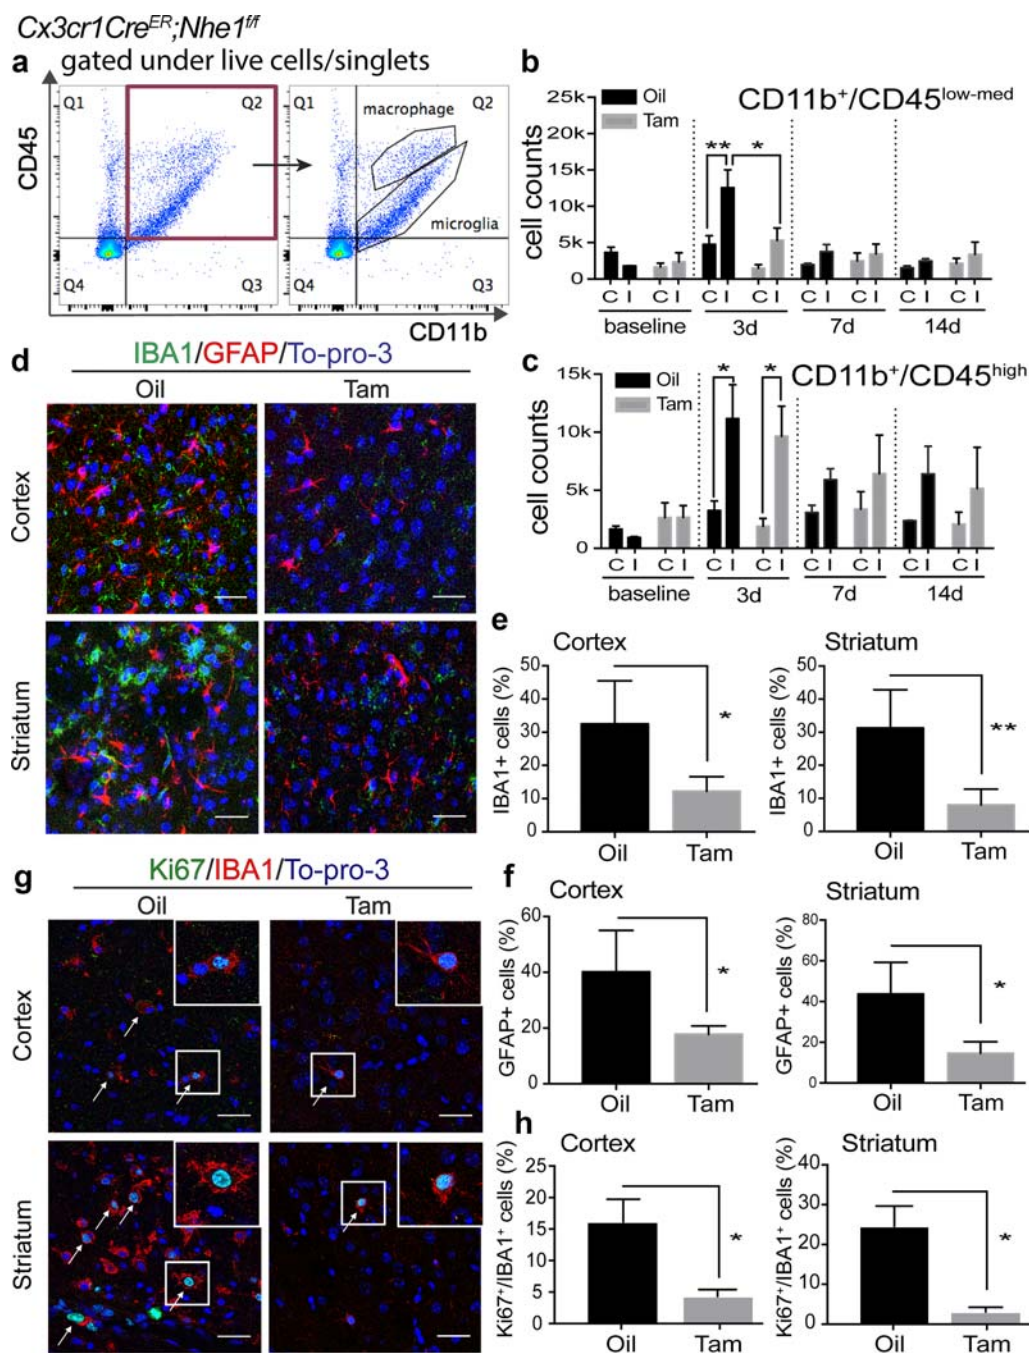 Cx3cr1Cre^ER;Nhe1^f/f
a gated under live cells/singlets
Q1 Q2 Q1 Q2
macrophage
microglia
Q4 Q3 Q4 Q3
CD45
CD11b
b
Oil
Tam
CD11b+/CD45low-med
cell counts
25k
20k
15k
10k
5k
0
** *
C I C I C I C I C I C I C I C I
baseline 3d 7d 14d
c
Oil
Tam
CD11b+/CD45high
cell counts
15k
10k
5k
0
* *
C I C I C I C I C I C I C I C I
baseline 3d 7d 14d
d IBA1/GFAP/To-pro-3
Oil Tam
Cortex
Striatum
e
Cortex
IBA1+ cells (%)
50
40
30
20
10
0
*
Oil Tam
Striatum
IBA1+ cells (%)
50
40
30
20
10
0
**
Oil Tam
f
Cortex
GFAP+ cells (%)
60
40
20
0
*
Oil Tam
Striatum
GFAP+ cells (%)
80
60
40
20
0
*
Oil Tam
g Ki67/IBA1/To-pro-3
Oil Tam
Cortex
Striatum
h
Cortex
Ki67+/IBA1+ cells (%)
25
20
15
10
5
0
*
Oil Tam
Striatum
Ki67+/IBA1+ cells (%)
40
30
20
10
0
*
Oil Tam